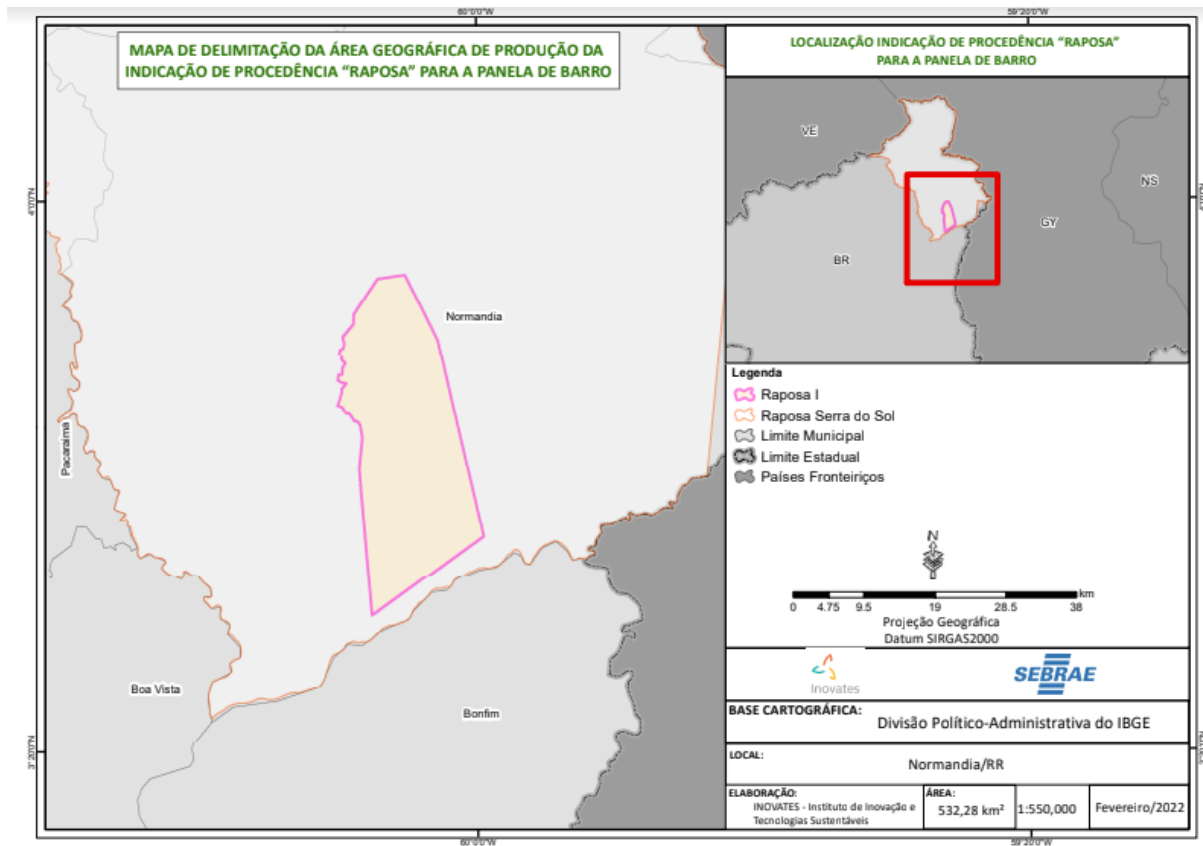 60°0'0"W
59°20'0"W
MAPA DE DELIMITAÇÃO DA ÁREA GEOGRÁFICA DE PRODUÇÃO DA
INDICAÇÃO DE PROCEDÊNCIA “RAPOSA” PARA A PANELA DE BARRO
LOCALIZAÇÃO INDICAÇÃO DE PROCEDÊNCIA “RAPOSA”
PARA A PANELA DE BARRO
VE
NS
GY
BR
4°0'0"N
Normandia
Pacaraima
Boa Vista
Bonfim
3°20'0"N
Legenda
Raposa I
Raposa Serra do Sol
Limite Municipal
Limite Estadual
Países Fronteiriços
N
km
0 4.75 9.5 19 28.5 38
Projeção Geográfica
Datum SIRGAS2000
Inovates
SEBRAE
BASE CARTOGRÁFICA:
Divisão Político-Administrativa do IBGE
LOCAL:
Normandia/RR
ELABORAÇÃO:
INOVATES - Instituto de Inovação e
Tecnologias Sustentáveis
ÁREA:
532,28 km²
1:550,000
Fevereiro/2022
60°0'0"W
59°20'0"W